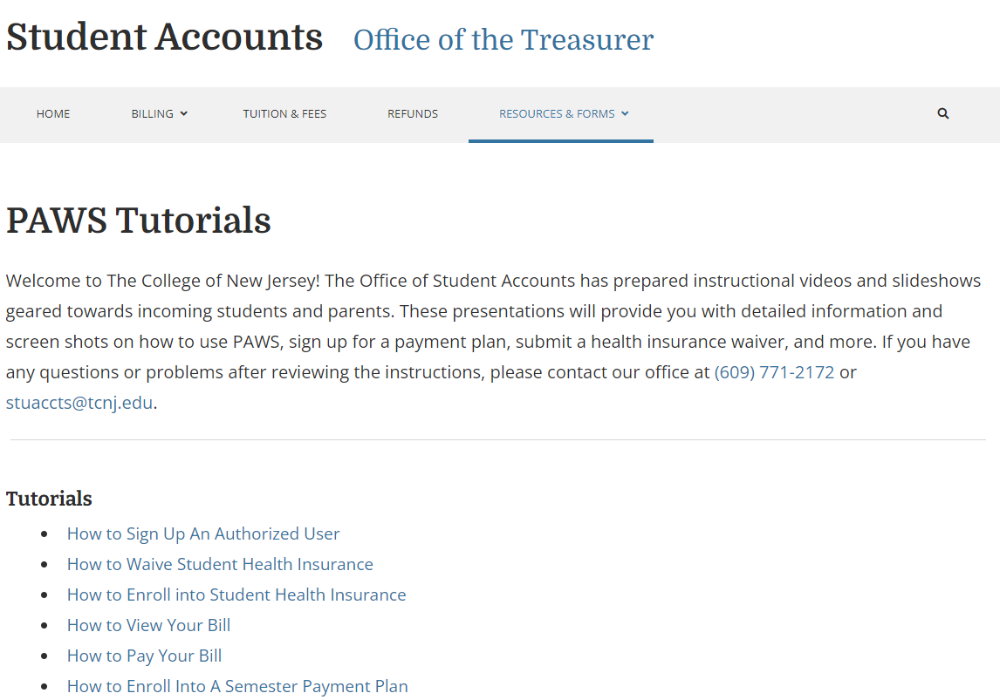 Student Accounts Office of the Treasurer
HOME BILLING TUITION & FEES REFUNDS RESOURCES & FORMS
PAWS Tutorials
Welcome to The College of New Jersey! The Office of Student Accounts has prepared instructional videos and slideshows
geared towards incoming students and parents. These presentations will provide you with detailed information and
screen shots on how to use PAWS, sign up for a payment plan, submit a health insurance waiver, and more. If you have
any questions or problems after reviewing the instructions, please contact our office at (609) 771-2172 or
stuaccts@tcnj.edu.
Tutorials
How to Sign Up An Authorized User
How to Waive Student Health Insurance
How to Enroll into Student Health Insurance
How to View Your Bill
How to Pay Your Bill
How to Enroll Into A Semester Payment Plan